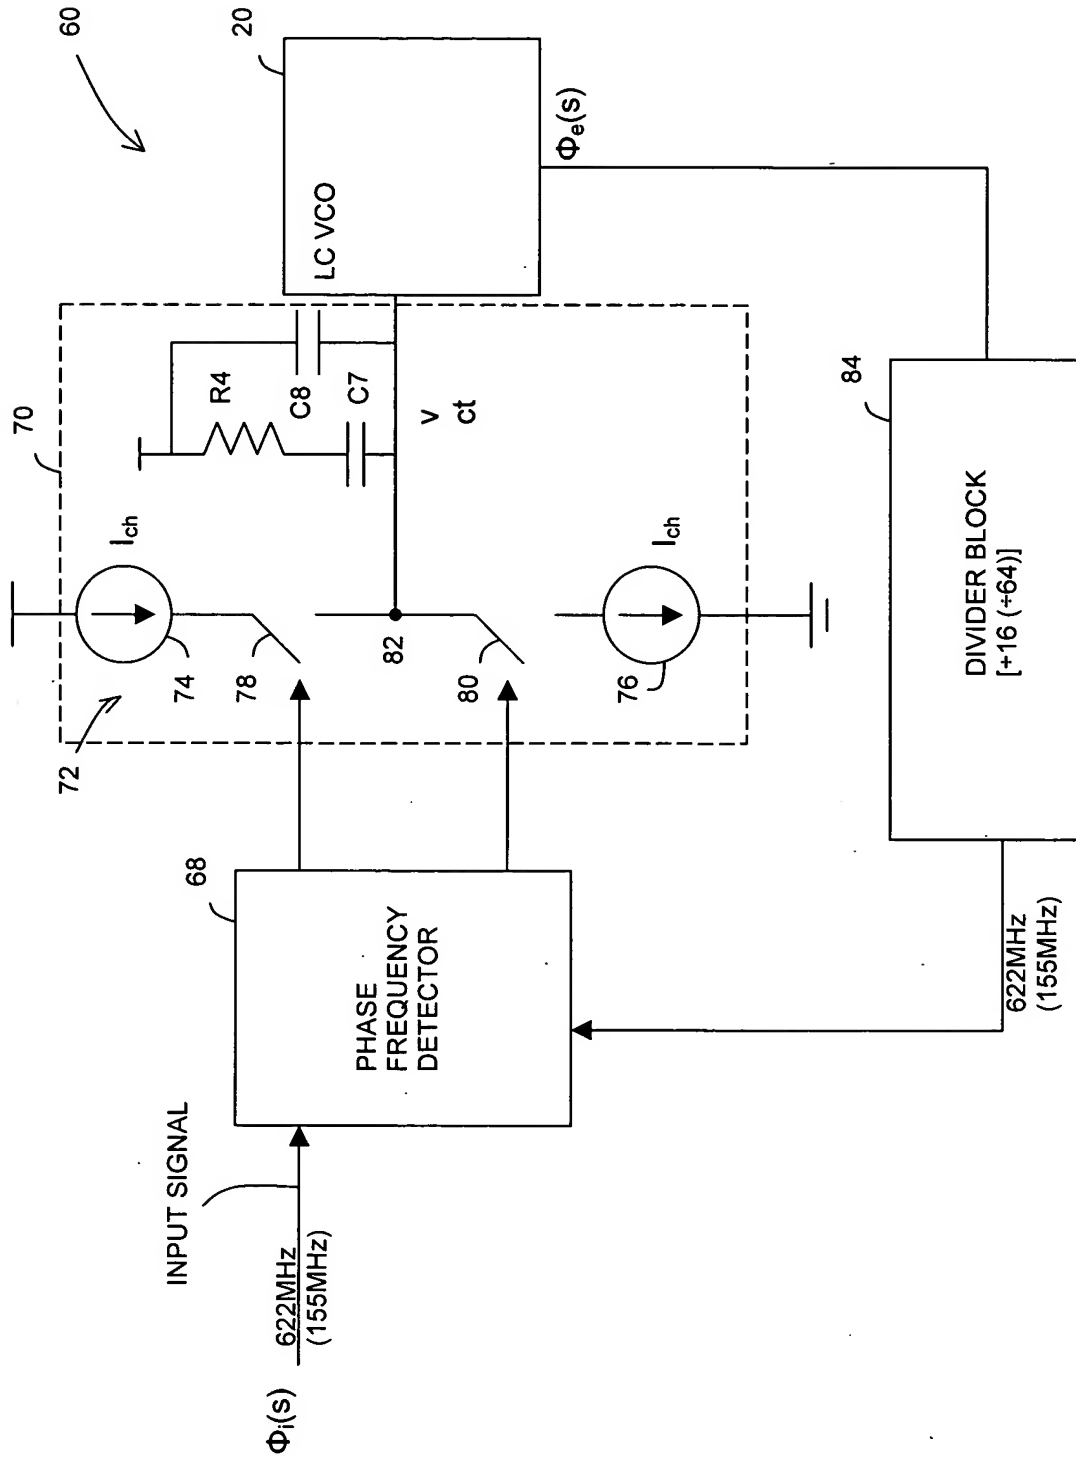 60
Φi(s)
INPUT SIGNAL
622MHz
(155MHz)
68
PHASE
FREQUENCY
DETECTOR
70
72
Ich
74
78
82
80
76
Ich
R4
C8
C7
v
ct
20
LC VCO
Φe(s)
84
DIVIDER BLOCK
[+16 (÷64)]
622MHz
(155MHz)